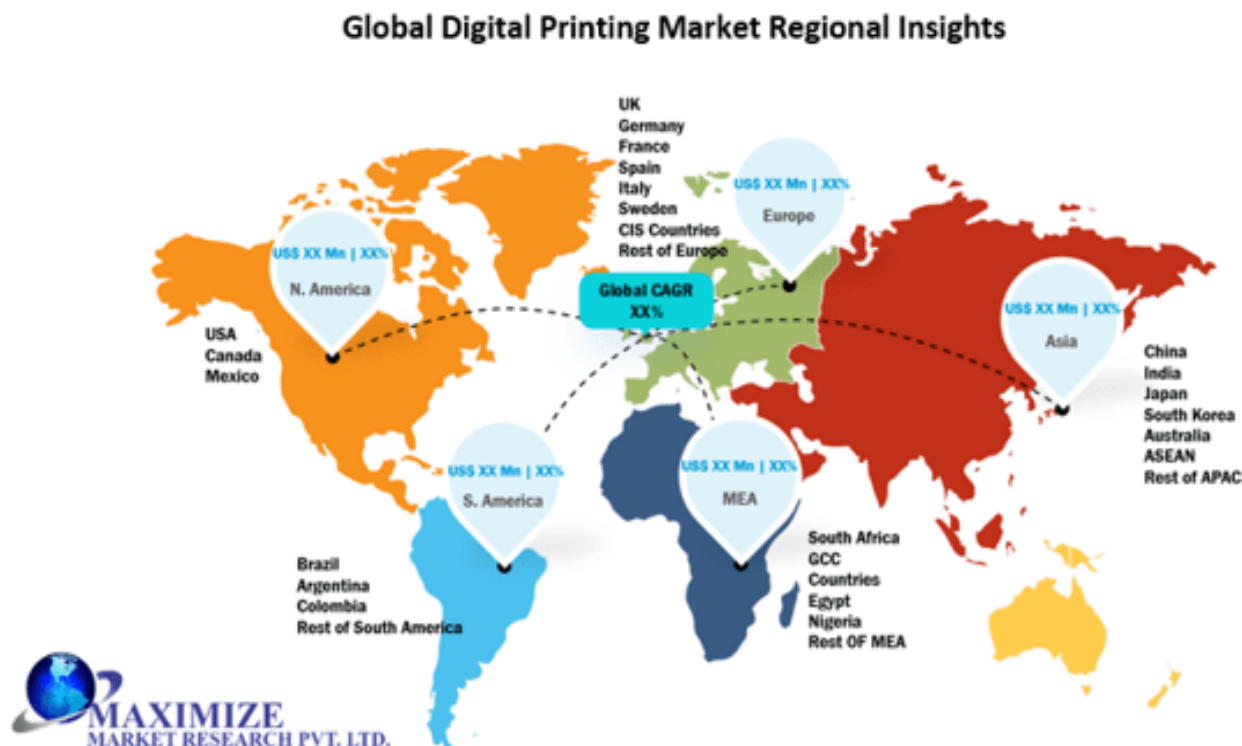 Global Digital Printing Market Regional Insights
UK
Germany
France
Spain
Italy
Sweden
CIS Countries
Rest of Europe
US$ XX Mn | XX%
Europe
US$ XX Mn | XX%
N. America
Global CAGR
XX%
USA
Canada
Mexico
US$ XX Mn | XX%
Asia
China
India
Japan
South Korea
Australia
ASEAN
Rest of APAC
US$ XX Mn | XX%
S. America
US$ XX Mn | XX%
MEA
Brazil
Argentina
Colombia
Rest of South America
South Africa
GCC
Countries
Egypt
Nigeria
Rest OF MEA
MAXIMIZE
MARKET RESEARCH PVT. LTD.